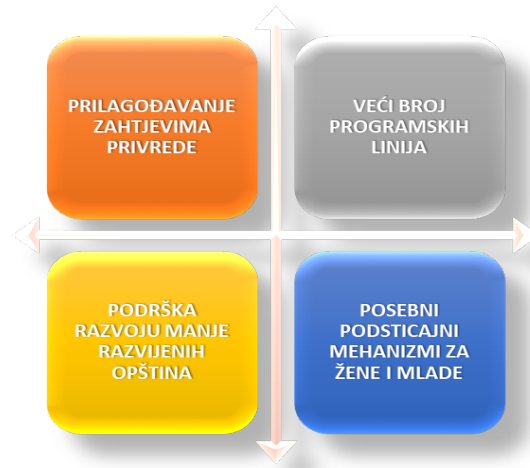 PRILAGOĐAVANJE
ZAHTJEVIMA
PRIVREDE
VEĆI BROJ
PROGRAMSKIH
LINIJA
PODRŠKA
RAZVOJU MANJE
RAZVIJENIH
OPŠTINA
POSEBNI
PODSTICAJNI
MEHANIZMI ZA
ŽENE I MLADE